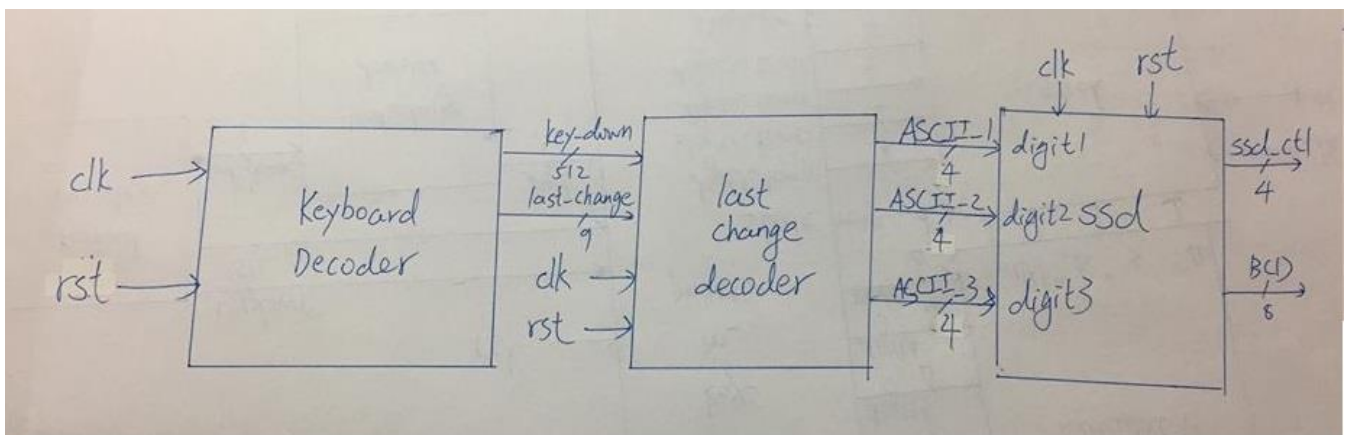 clk
rst
Keyboard
Decoder
key_down
512
last_change
9
clk
rst
last
change
decoder
ASCII_1
4
ASCII_2
4
ASCII_3
4
clk
rst
digit1
digit2 ssd
digit3
ssd_ctl
4
BCD
8